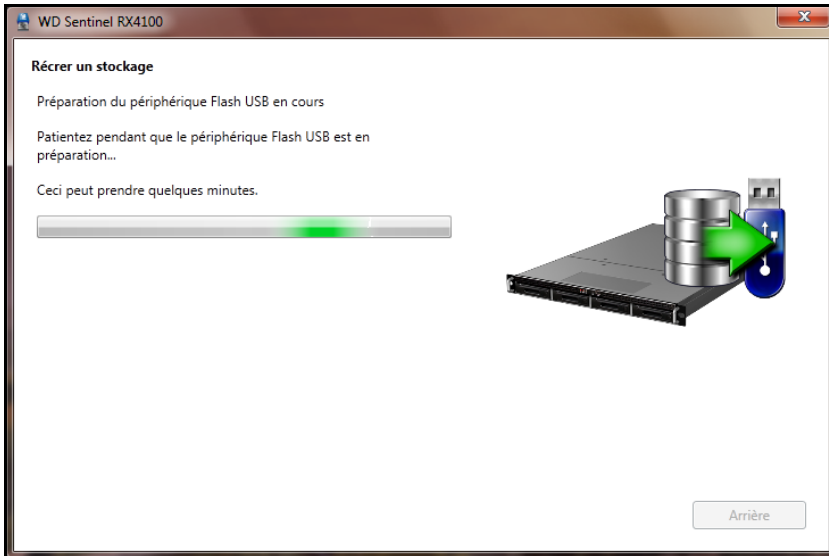 WD Sentinel RX4100
Récrer un stockage
Préparation du périphérique Flash USB en cours
Patientez pendant que le périphérique Flash USB est en
préparation...
Ceci peut prendre quelques minutes.
Arrière